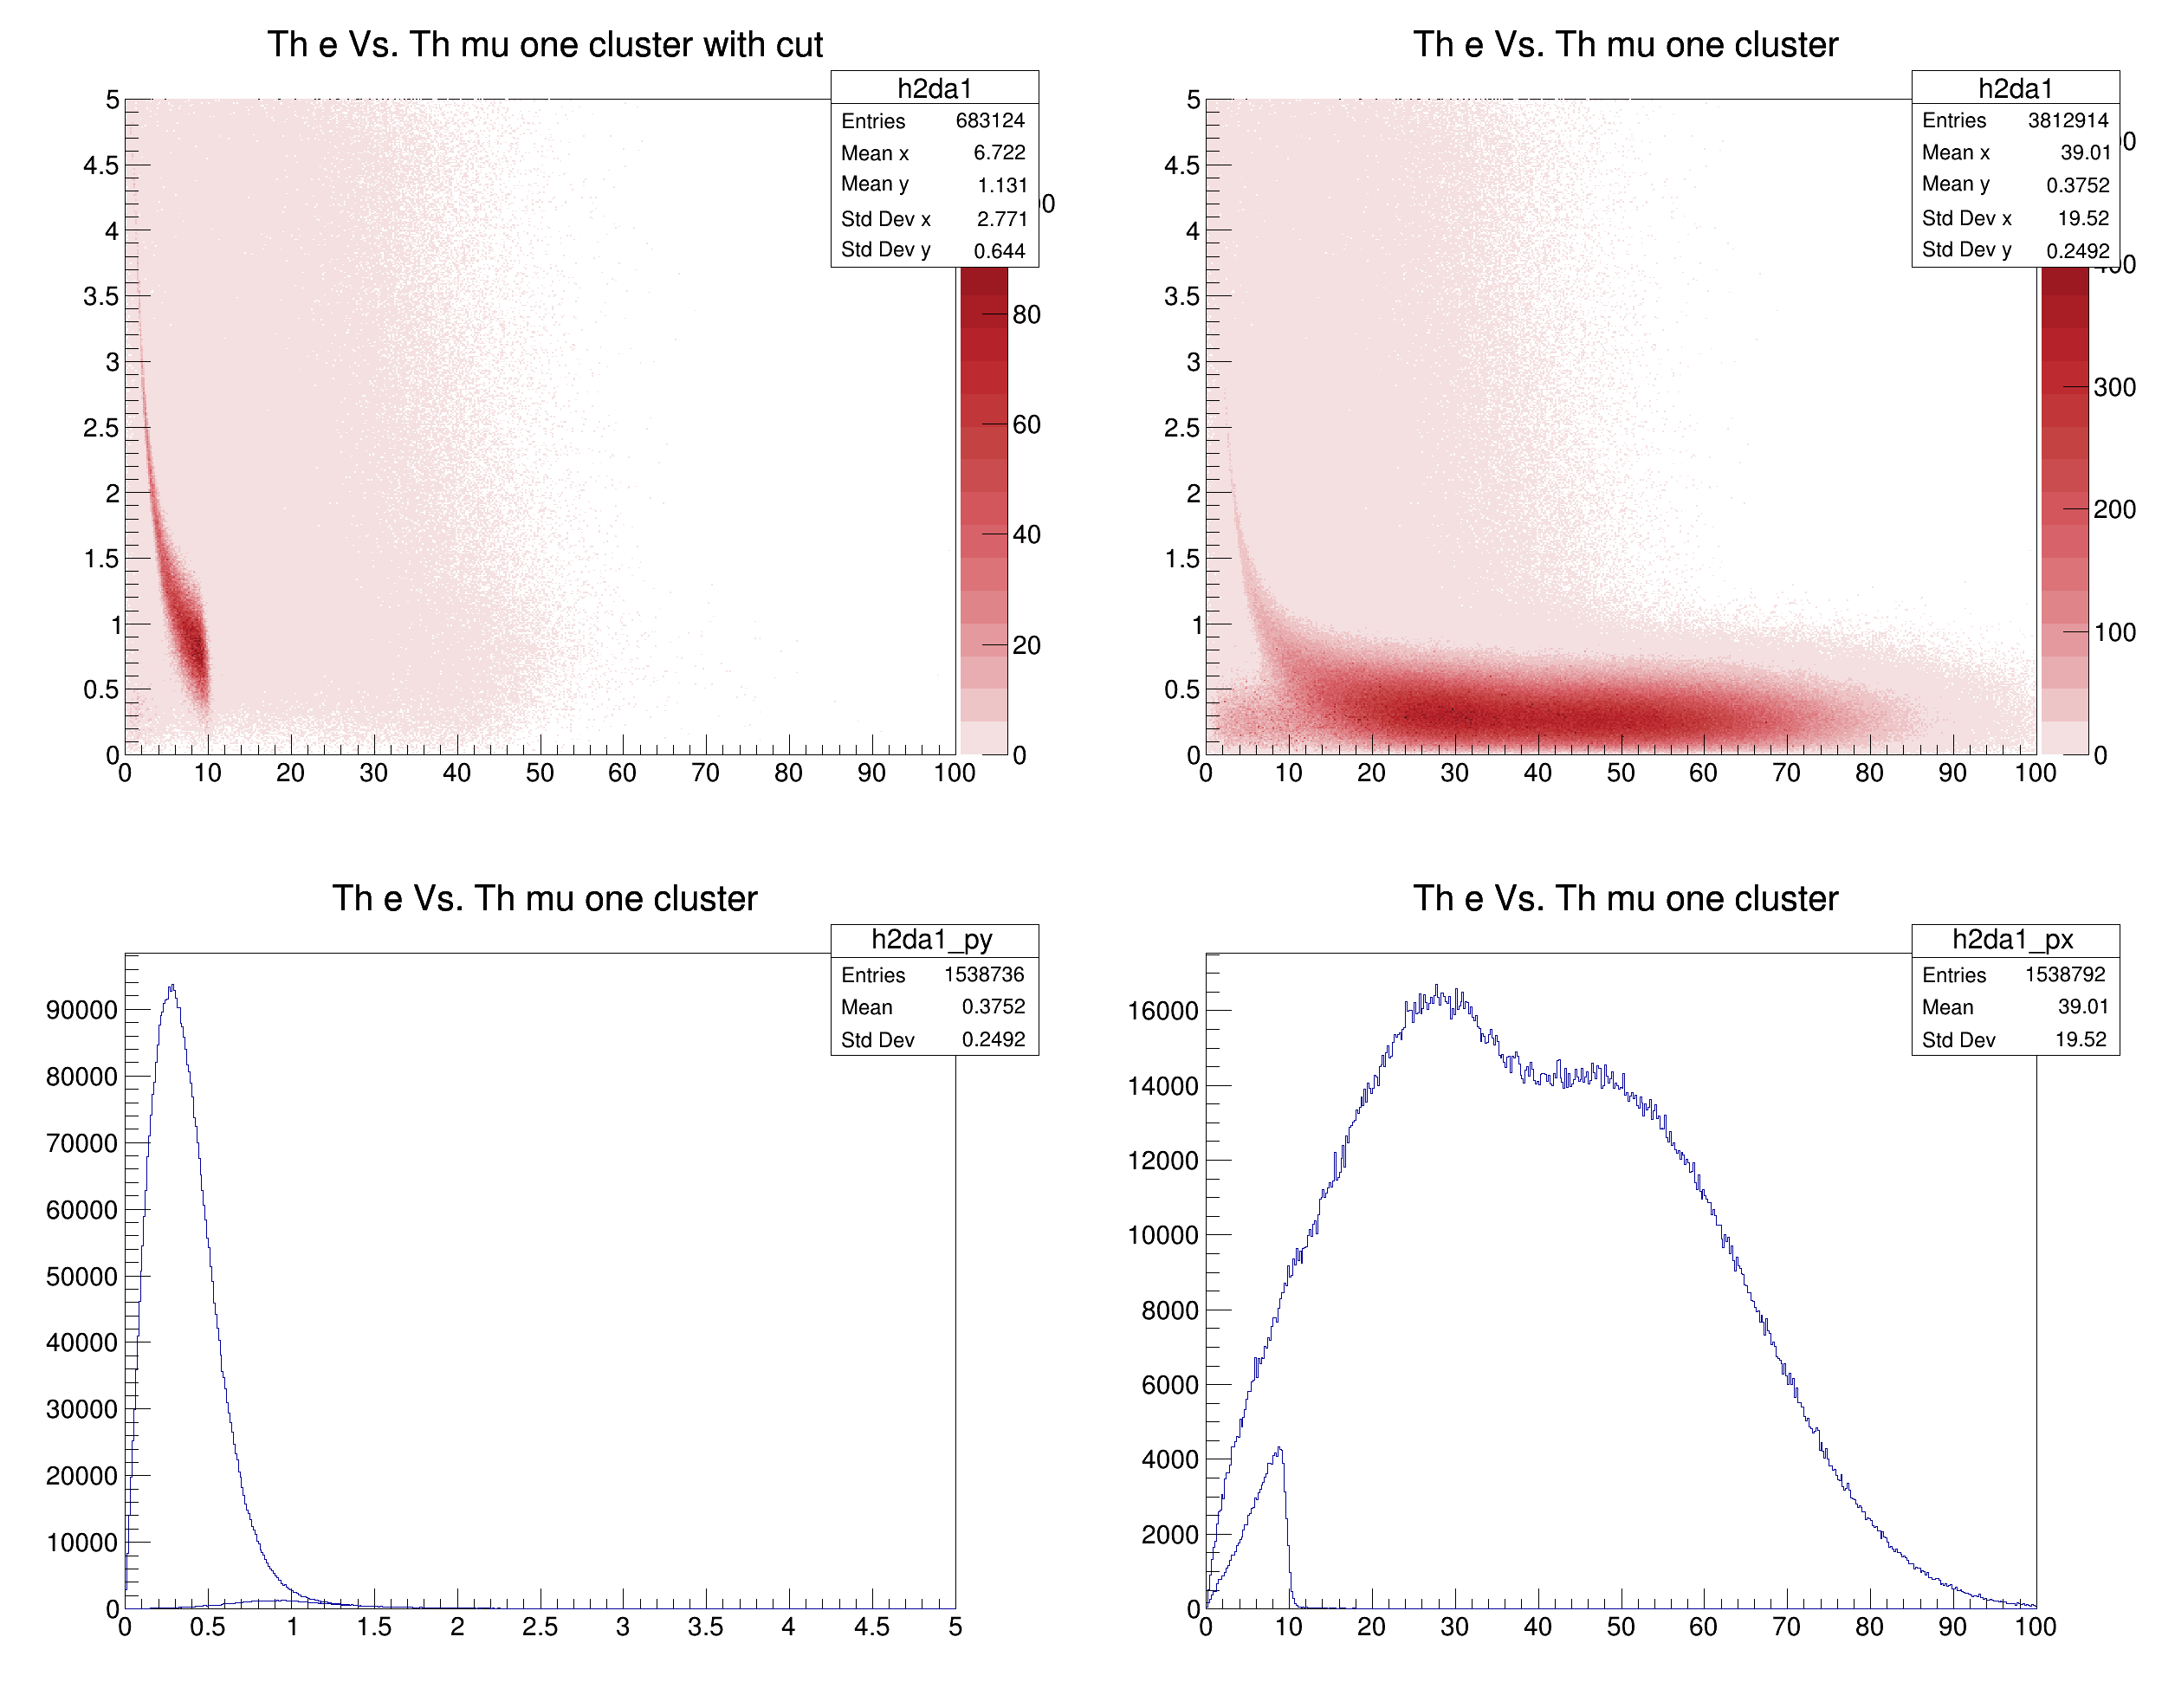 Th e Vs. Th mu one cluster with cut
h2da1
Entries 683124
Mean x 6.722
Mean y 1.131
Std Dev x 2.771
Std Dev y 0.644
5
4.5
4
3.5
3
2.5
2
1.5
1
0.5
0
0 10 20 30 40 50 60 70 80 90 100
80
60
40
20
0
Th e Vs. Th mu one cluster
h2da1
Entries 3812914
Mean x 39.01
Mean y 0.3752
Std Dev x 19.52
Std Dev y 0.2492
5
4.5
4
3.5
3
2.5
2
1.5
1
0.5
0
0 10 20 30 40 50 60 70 80 90 100
400
300
200
100
0
Th e Vs. Th mu one cluster
h2da1_py
Entries 1538736
Mean 0.3752
Std Dev 0.2492
90000
80000
70000
60000
50000
40000
30000
20000
10000
0
0 0.5 1 1.5 2 2.5 3 3.5 4 4.5 5
Th e Vs. Th mu one cluster
h2da1_px
Entries 1538792
Mean 39.01
Std Dev 19.52
16000
14000
12000
10000
8000
6000
4000
2000
0
0 10 20 30 40 50 60 70 80 90 100